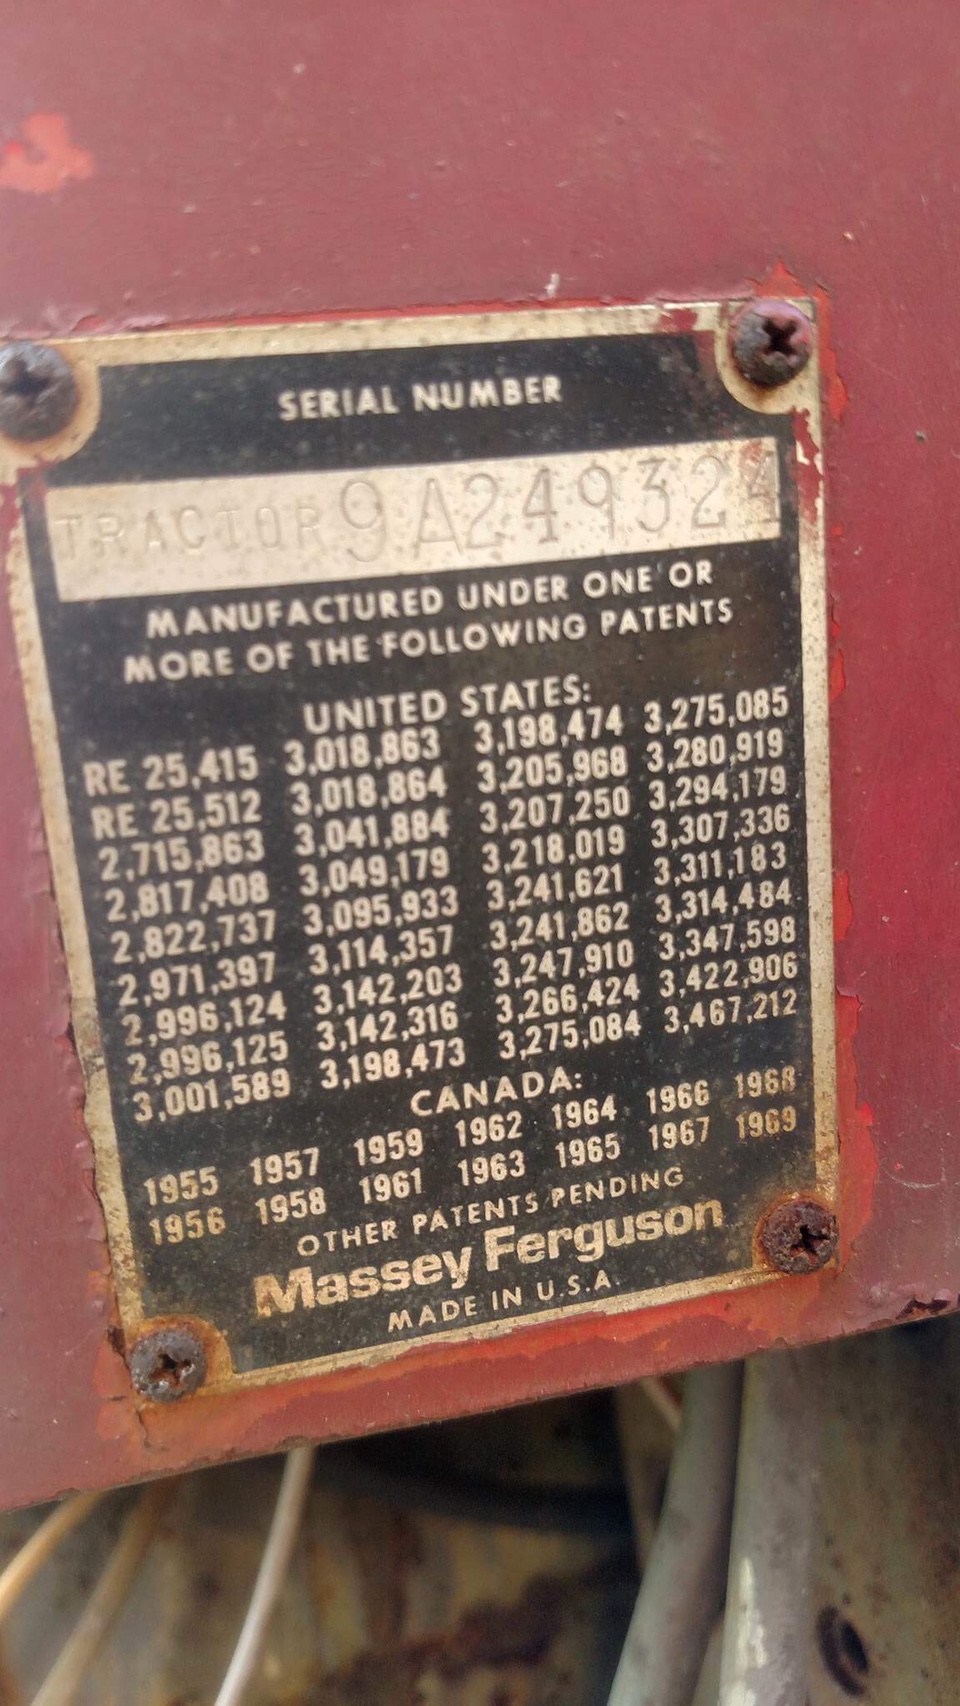 SERIAL NUMBER
TRACTOR 9A249324
MANUFACTURED UNDER ONE OR
MORE OF THE FOLLOWING PATENTS
UNITED STATES:
RE 25,415 3,018,863 3,198,474 3,275,085
RE 25,512 3,018,864 3,205,968 3,280,919
2,715,863 3,041,884 3,207,250 3,294,179
2,817,408 3,049,179 3,218,019 3,307,336
2,822,737 3,095,933 3,241,621 3,311,183
2,971,397 3,114,357 3,241,862 3,314,484
2,996,124 3,142,203 3,247,910 3,347,598
2,996,125 3,142,316 3,266,424 3,422,906
3,001,589 3,198,473 3,275,084 3,467,212
CANADA:
1955 1957 1959 1962 1964 1966 1968
1956 1958 1961 1963 1965 1967 1969
OTHER PATENTS PENDING
Massey Ferguson
MADE IN U.S.A.